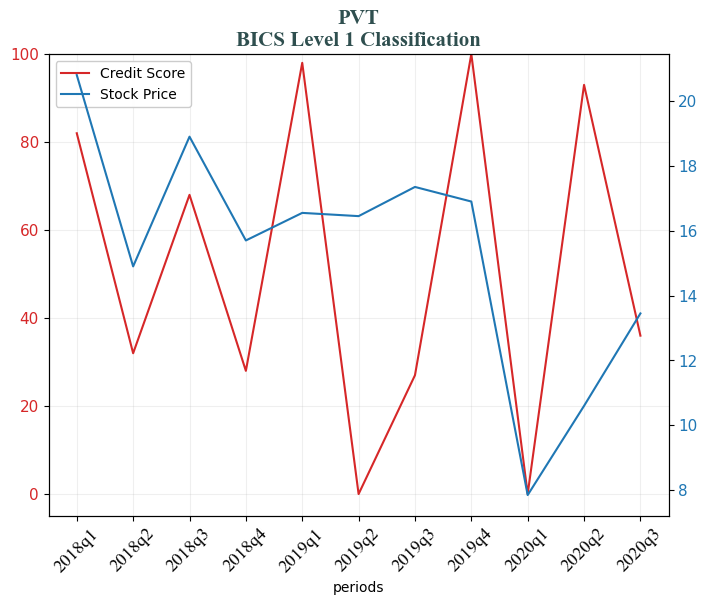 PVT
BICS Level 1 Classification
Credit Score
Stock Price
100
80
60
40
20
0
20
18
16
14
12
10
8
2018q1
2018q2
2018q3
2018q4
2019q1
2019q2
2019q3
2019q4
2020q1
2020q2
2020q3
periods